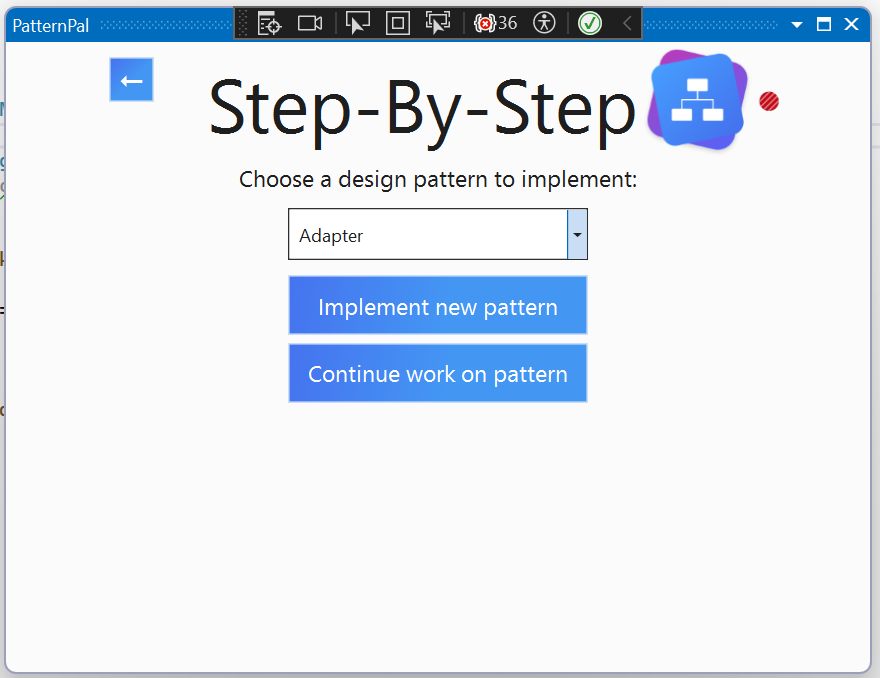 PatternPal
36
Step-By-Step
Choose a design pattern to implement:
Adapter
Implement new pattern
Continue work on pattern